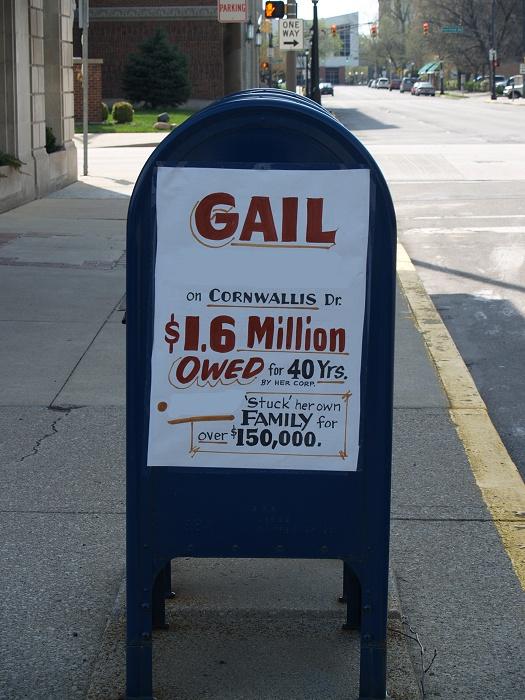 PARKING
ONE
WAY
GAIL
on CORNWALLIS Dr.
$1.6 Million
OWED for 40 Yrs.
BY HER CORP.
'Stuck' her own
FAMILY for
over $150,000.